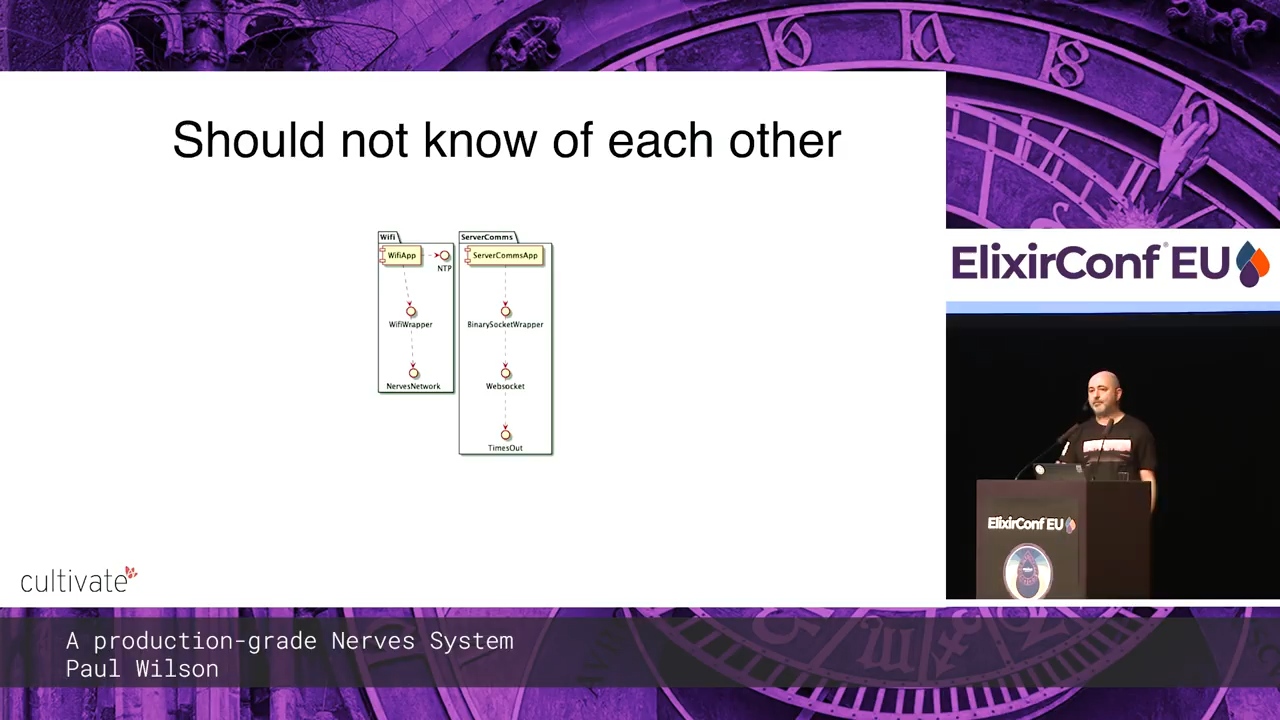 Should not know of each other
Wifi
WifiApp
NTP
WifiWrapper
NervesNetwork
ServerComms
ServerCommsApp
BinarySocketWrapper
Websocket
TimesOut
cultivate
ElixirConf® EU
ElixirConf EU
A production-grade Nerves System
Paul Wilson